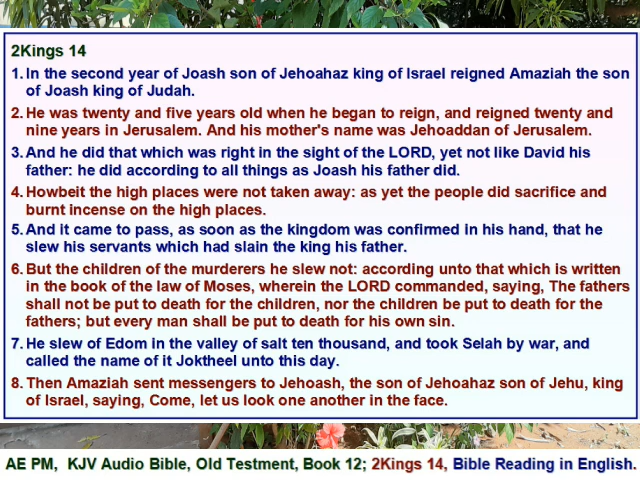 2Kings 14
1. In the second year of Joash son of Jehoahaz king of Israel reigned Amaziah the son
of Joash king of Judah.
2. He was twenty and five years old when he began to reign, and reigned twenty and
nine years in Jerusalem. And his mother's name was Jehoaddan of Jerusalem.
3. And he did that which was right in the sight of the LORD, yet not like David his
father: he did according to all things as Joash his father did.
4. Howbeit the high places were not taken away: as yet the people did sacrifice and
burnt incense on the high places.
5. And it came to pass, as soon as the kingdom was confirmed in his hand, that he
slew his servants which had slain the king his father.
6. But the children of the murderers he slew not: according unto that which is written
in the book of the law of Moses, wherein the LORD commanded, saying, The fathers
shall not be put to death for the children, nor the children be put to death for the
fathers; but every man shall be put to death for his own sin.
7. He slew of Edom in the valley of salt ten thousand, and took Selah by war, and
called the name of it Joktheel unto this day.
8. Then Amaziah sent messengers to Jehoash, the son of Jehoahaz son of Jehu, king
of Israel, saying, Come, let us look one another in the face.
AE PM, KJV Audio Bible, Old Testment, Book 12; 2Kings 14, Bible Reading in English.